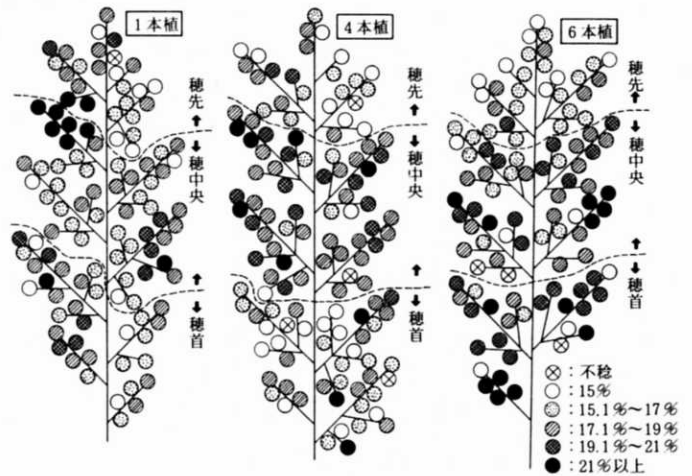 1本植
4本植
6本植
穂先
穂中央
穂首
穂先
穂中央
穂首
穂先
穂中央
穂首
：不稔
：15％
：15.1％～17％
：17.1％～19％
：19.1％～21％
：21％以上